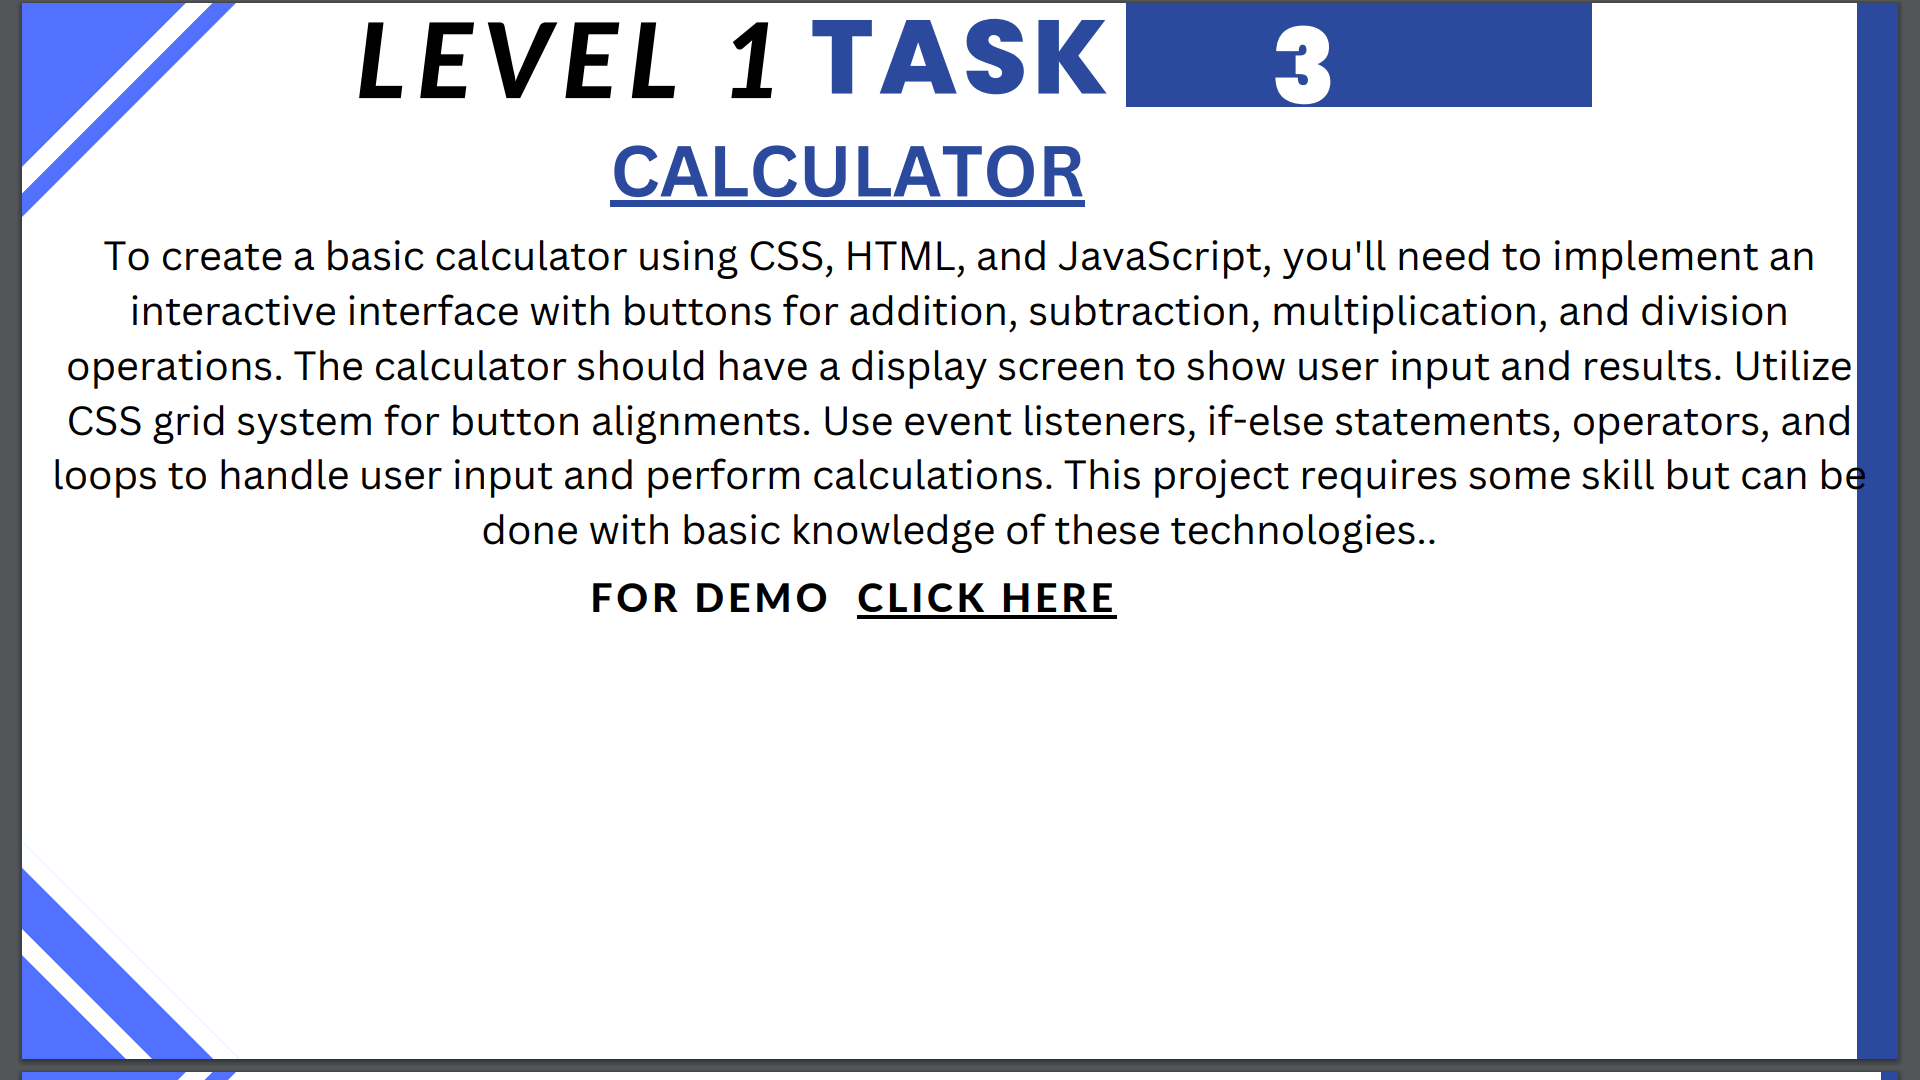 LEVEL 1 TASK 3
CALCULATOR
To create a basic calculator using CSS, HTML, and JavaScript, you'll need to implement an
interactive interface with buttons for addition, subtraction, multiplication, and division
operations. The calculator should have a display screen to show user input and results. Utilize
CSS grid system for button alignments. Use event listeners, if-else statements, operators, and
loops to handle user input and perform calculations. This project requires some skill but can be
done with basic knowledge of these technologies..
FOR DEMO CLICK HERE